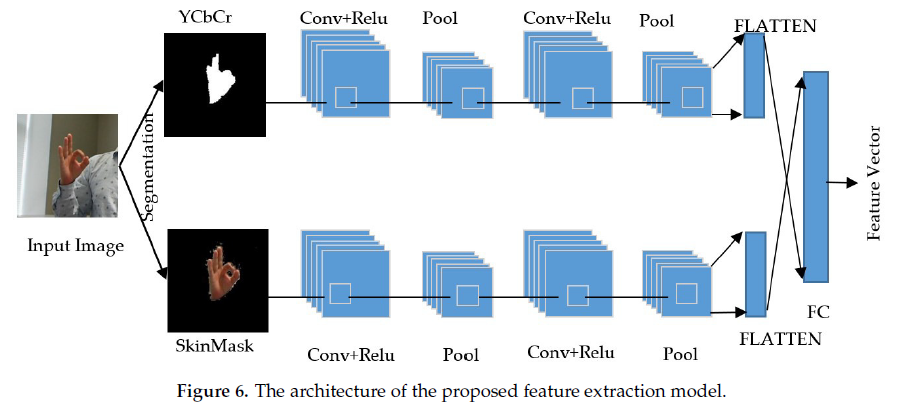 YCbCr
Conv+Relu
Pool
Conv+Relu
Pool
FLATTEN
Segmentation
Input Image
Feature Vector
SkinMask
Conv+Relu
Pool
Conv+Relu
Pool
FLATTEN
FC
Figure 6. The architecture of the proposed feature extraction model.